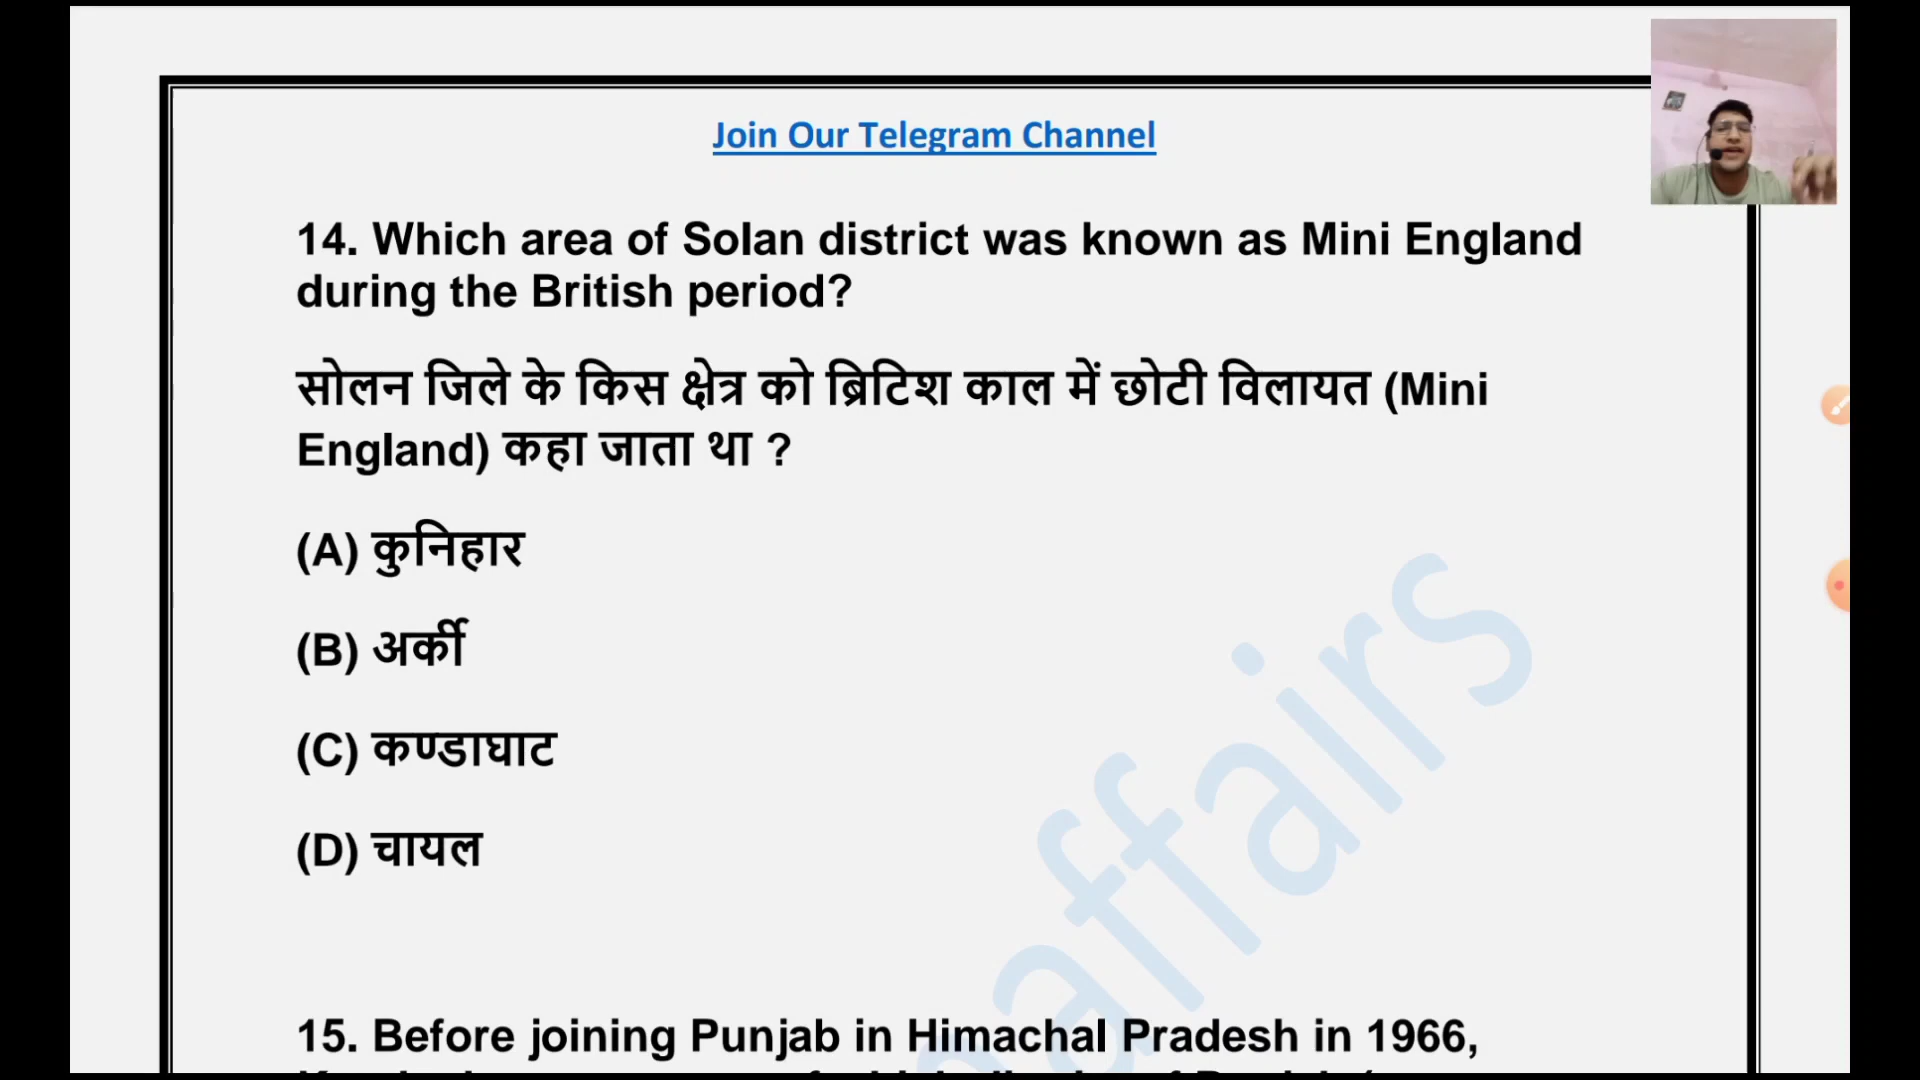 Join Our Telegram Channel
14. Which area of Solan district was known as Mini England
during the British period?
सोलन जिले के किस क्षेत्र को ब्रिटिश काल में छोटी विलायत (Mini
England) कहा जाता था ?
(A) कुनिहार
(B) अर्की
(C) कण्डाघाट
(D) चायल
affairs
15. Before joining Punjab in Himachal Pradesh in 1966,